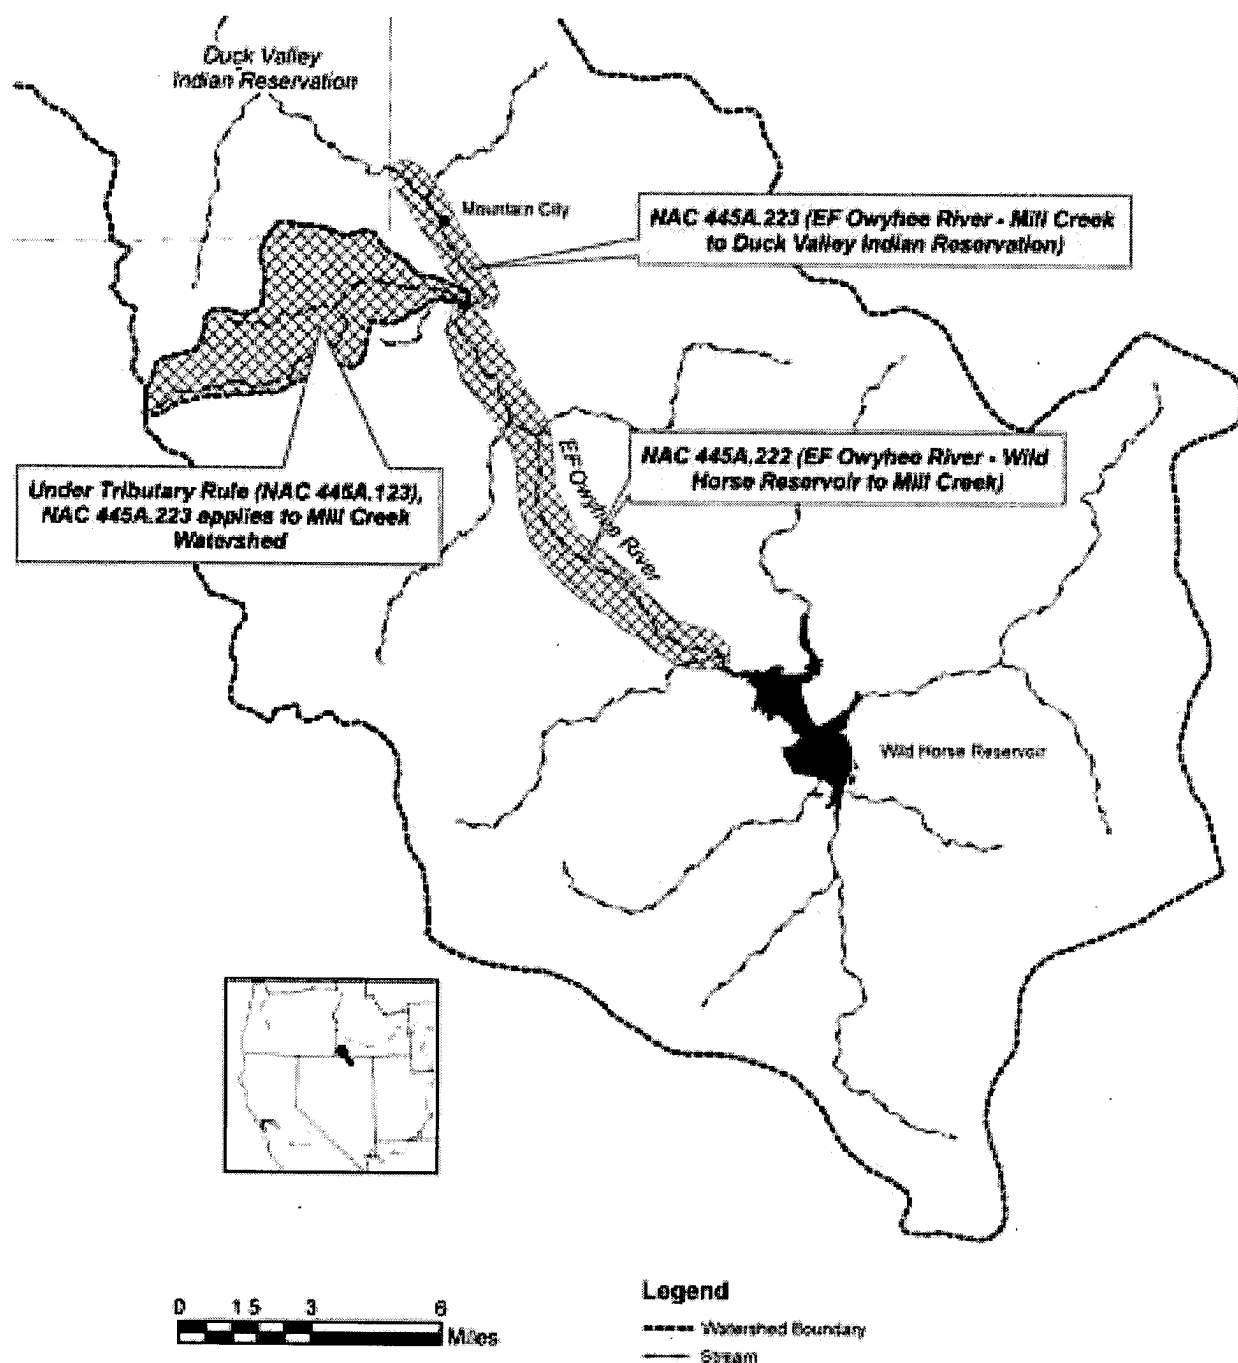 Duck Valley
Indian Reservation
Mountain City
NAC 445A.223 (EF Owyhee River - Mill Creek
to Duck Valley Indian Reservation)
NAC 445A.222 (EF Owyhee River - Wild
Horse Reservoir to Mill Creek)
EF Owyhee River
Under Tributary Rule (NAC 445A.123),
NAC 445A.223 applies to Mill Creek
Watershed
Wild Horse Reservoir
0 1.5 3 6
Miles
Legend
Watershed Boundary
Stream